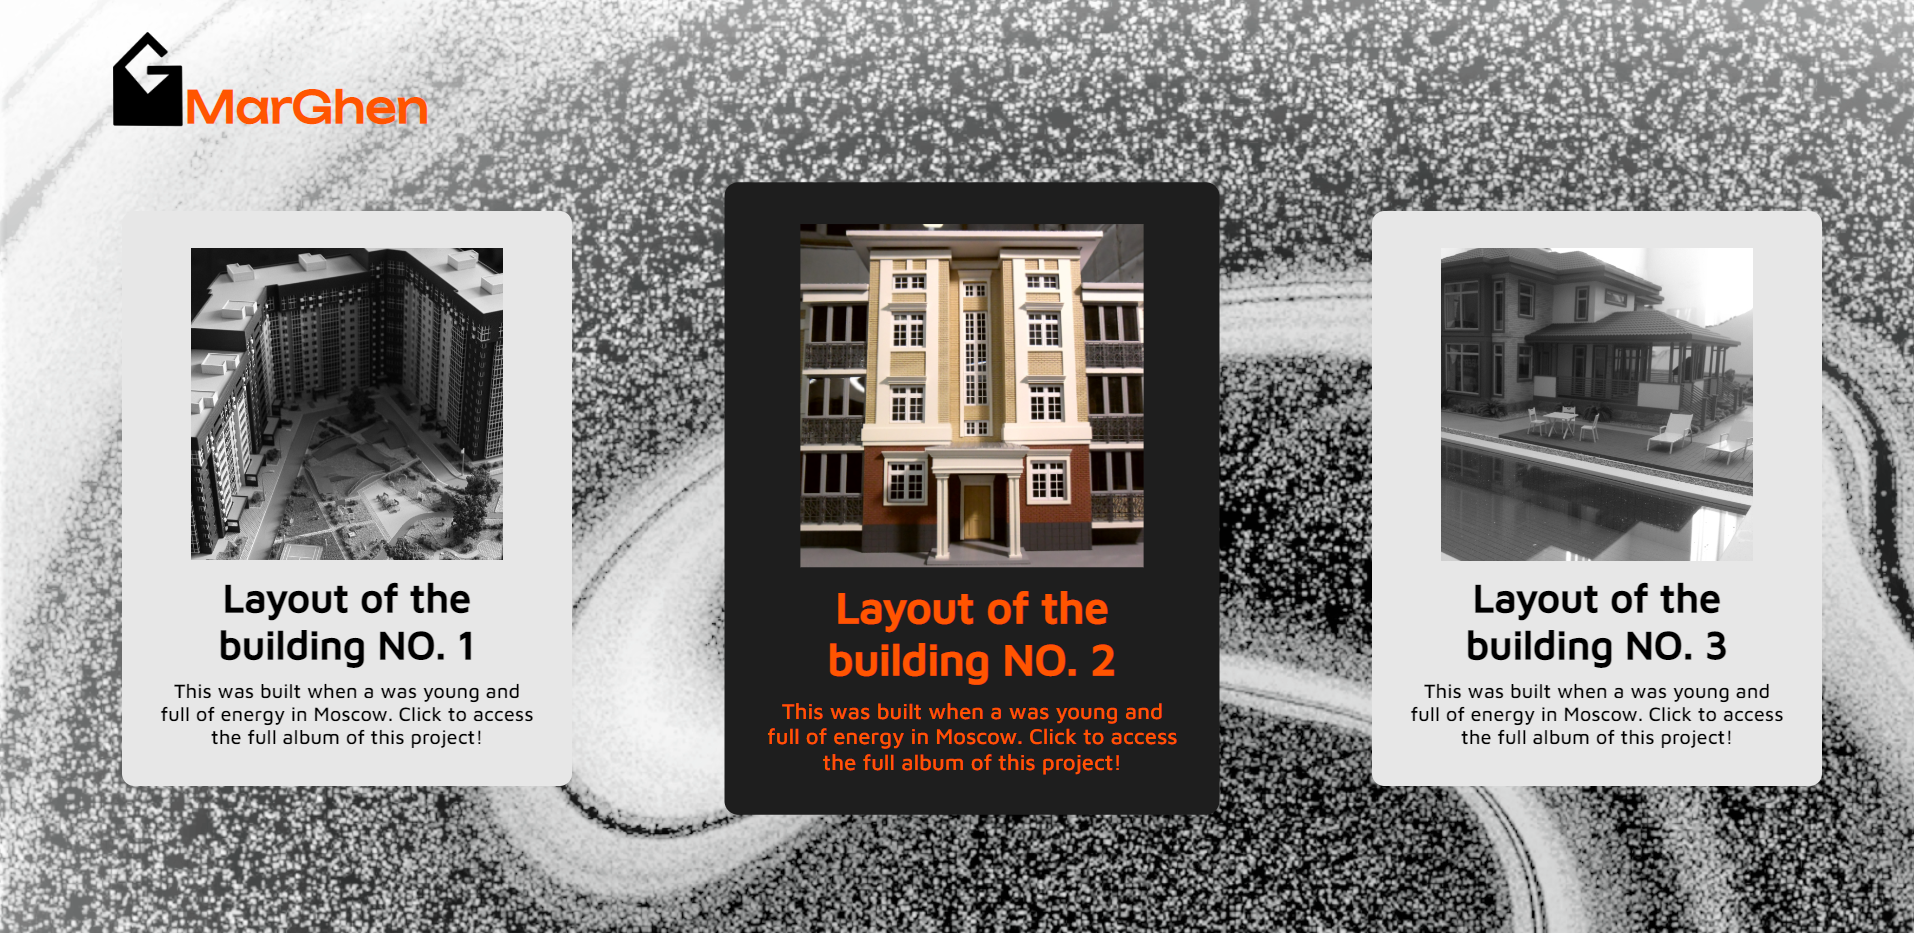 MarGhen
Layout of the
building NO. 1
This was built when a was young and
full of energy in Moscow. Click to access
the full album of this project!
Layout of the
building NO. 2
This was built when a was young and
full of energy in Moscow. Click to access
the full album of this project!
Layout of the
building NO. 3
This was built when a was young and
full of energy in Moscow. Click to access
the full album of this project!